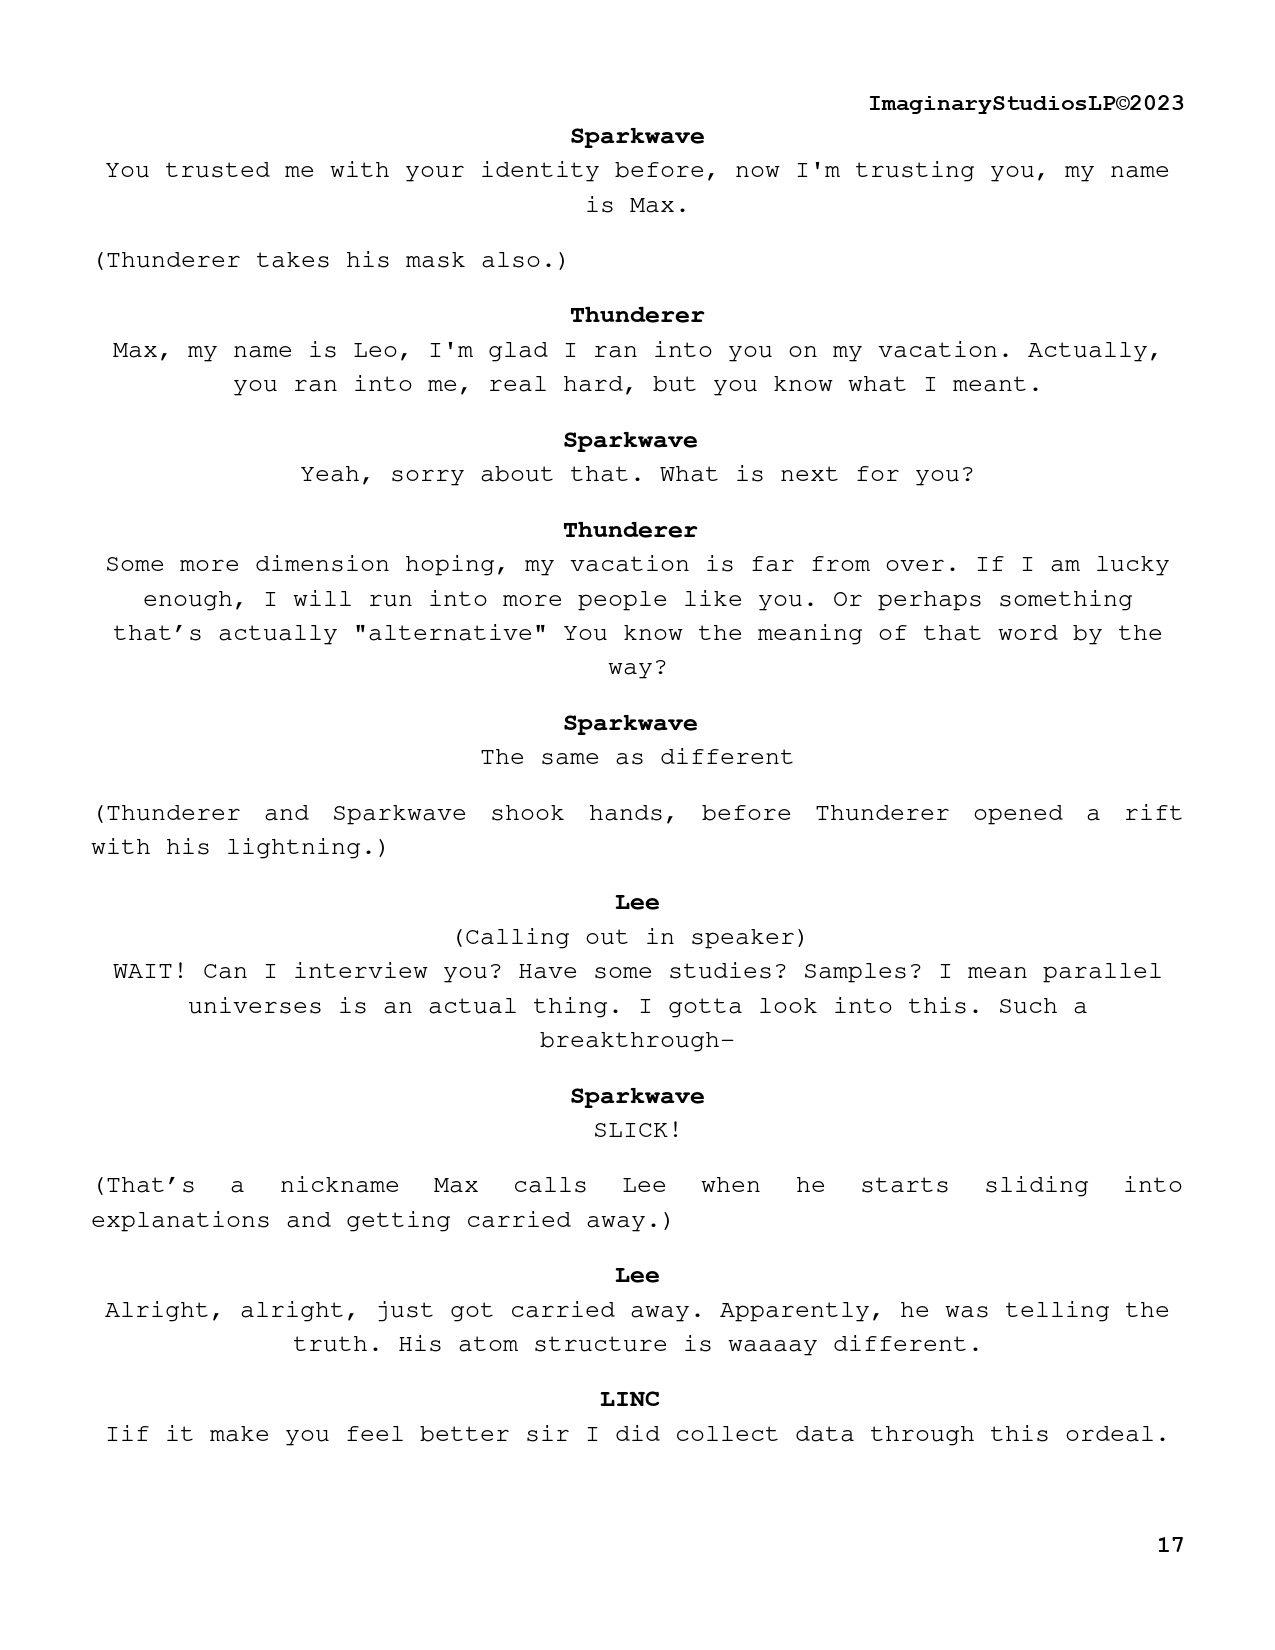 ImaginaryStudiosLP©2023
Sparkwave
You trusted me with your identity before, now I'm trusting you, my name
is Max.
(Thunderer takes his mask also.)
Thunderer
Max, my name is Leo, I'm glad I ran into you on my vacation. Actually,
you ran into me, real hard, but you know what I meant.
Sparkwave
Yeah, sorry about that. What is next for you?
Thunderer
Some more dimension hoping, my vacation is far from over. If I am lucky
enough, I will run into more people like you. Or perhaps something
that’s actually "alternative" You know the meaning of that word by the
way?
Sparkwave
The same as different
(Thunderer and Sparkwave shook hands, before Thunderer opened a rift
with his lightning.)
Lee
(Calling out in speaker)
WAIT! Can I interview you? Have some studies? Samples? I mean parallel
universes is an actual thing. I gotta look into this. Such a
breakthrough–
Sparkwave
SLICK!
(That’s a nickname Max calls Lee when he starts sliding into
explanations and getting carried away.)
Lee
Alright, alright, just got carried away. Apparently, he was telling the
truth. His atom structure is waaaay different.
LINC
Iif it make you feel better sir I did collect data through this ordeal.
17